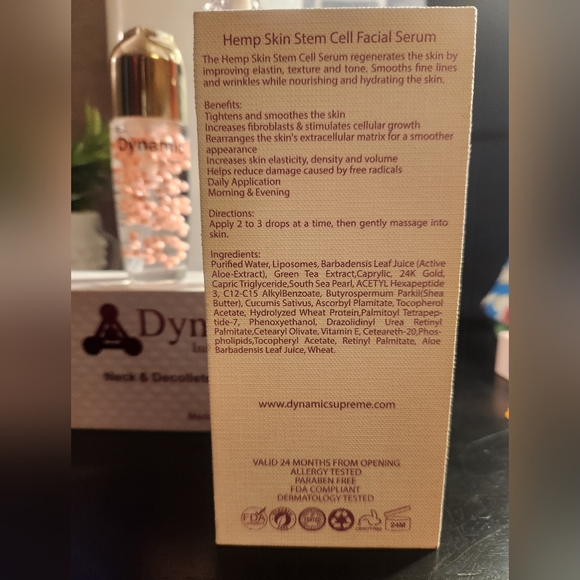 Hemp Skin Stem Cell Facial Serum
The Hemp Skin Stem Cell Serum regenerates the skin by
improving elastin, texture and tone. Smooths fine lines
and wrinkles while nourishing and hydrating the skin.
Benefits:
Tightens and smoothes the skin
Increases fibroblasts & stimulates cellular growth
Rearranges the skin's extracellular matrix for a smoother
appearance
Increases skin elasticity, density and volume
Helps reduce damage caused by free radicals
Daily Application
Morning & Evening
Directions:
Apply 2 to 3 drops at a time, then gently massage into
skin.
Ingredients:
Purified Water, Liposomes, Barbadensis Leaf Juice (Active
Aloe-Extract), Green Tea Extract,Caprylic, 24K Gold,
Capric Triglyceride,South Sea Pearl, ACETYL Hexapeptide
3, C12-C15 AlkylBenzoate, Butyrospermum Parkil(Shea
Butter), Cucumis Sativus, Ascorbyl Plamitate, Tocopherol
Acetate, Hydrolyzed Wheat Protein,Palmitoyl Tetrapep-
tide-7, Phenoxyethanol, Drazolidinyl Urea Retinyl
Palmitate,Cetearyl Olivate, Vitamin E, Ceteareth-20,Phos-
pholipids,Tocopheryl Acetate, Retinyl Palmitate, Aloe
Barbadensis Leaf Juice, Wheat.
www.dynamicsupreme.com
VALID 24 MONTHS FROM OPENING
ALLERGY TESTED
PARABEN FREE
FDA COMPLIANT
DERMATOLOGY TESTED
FDA
24M
Dynamic
Dyn
Neck & Decollet